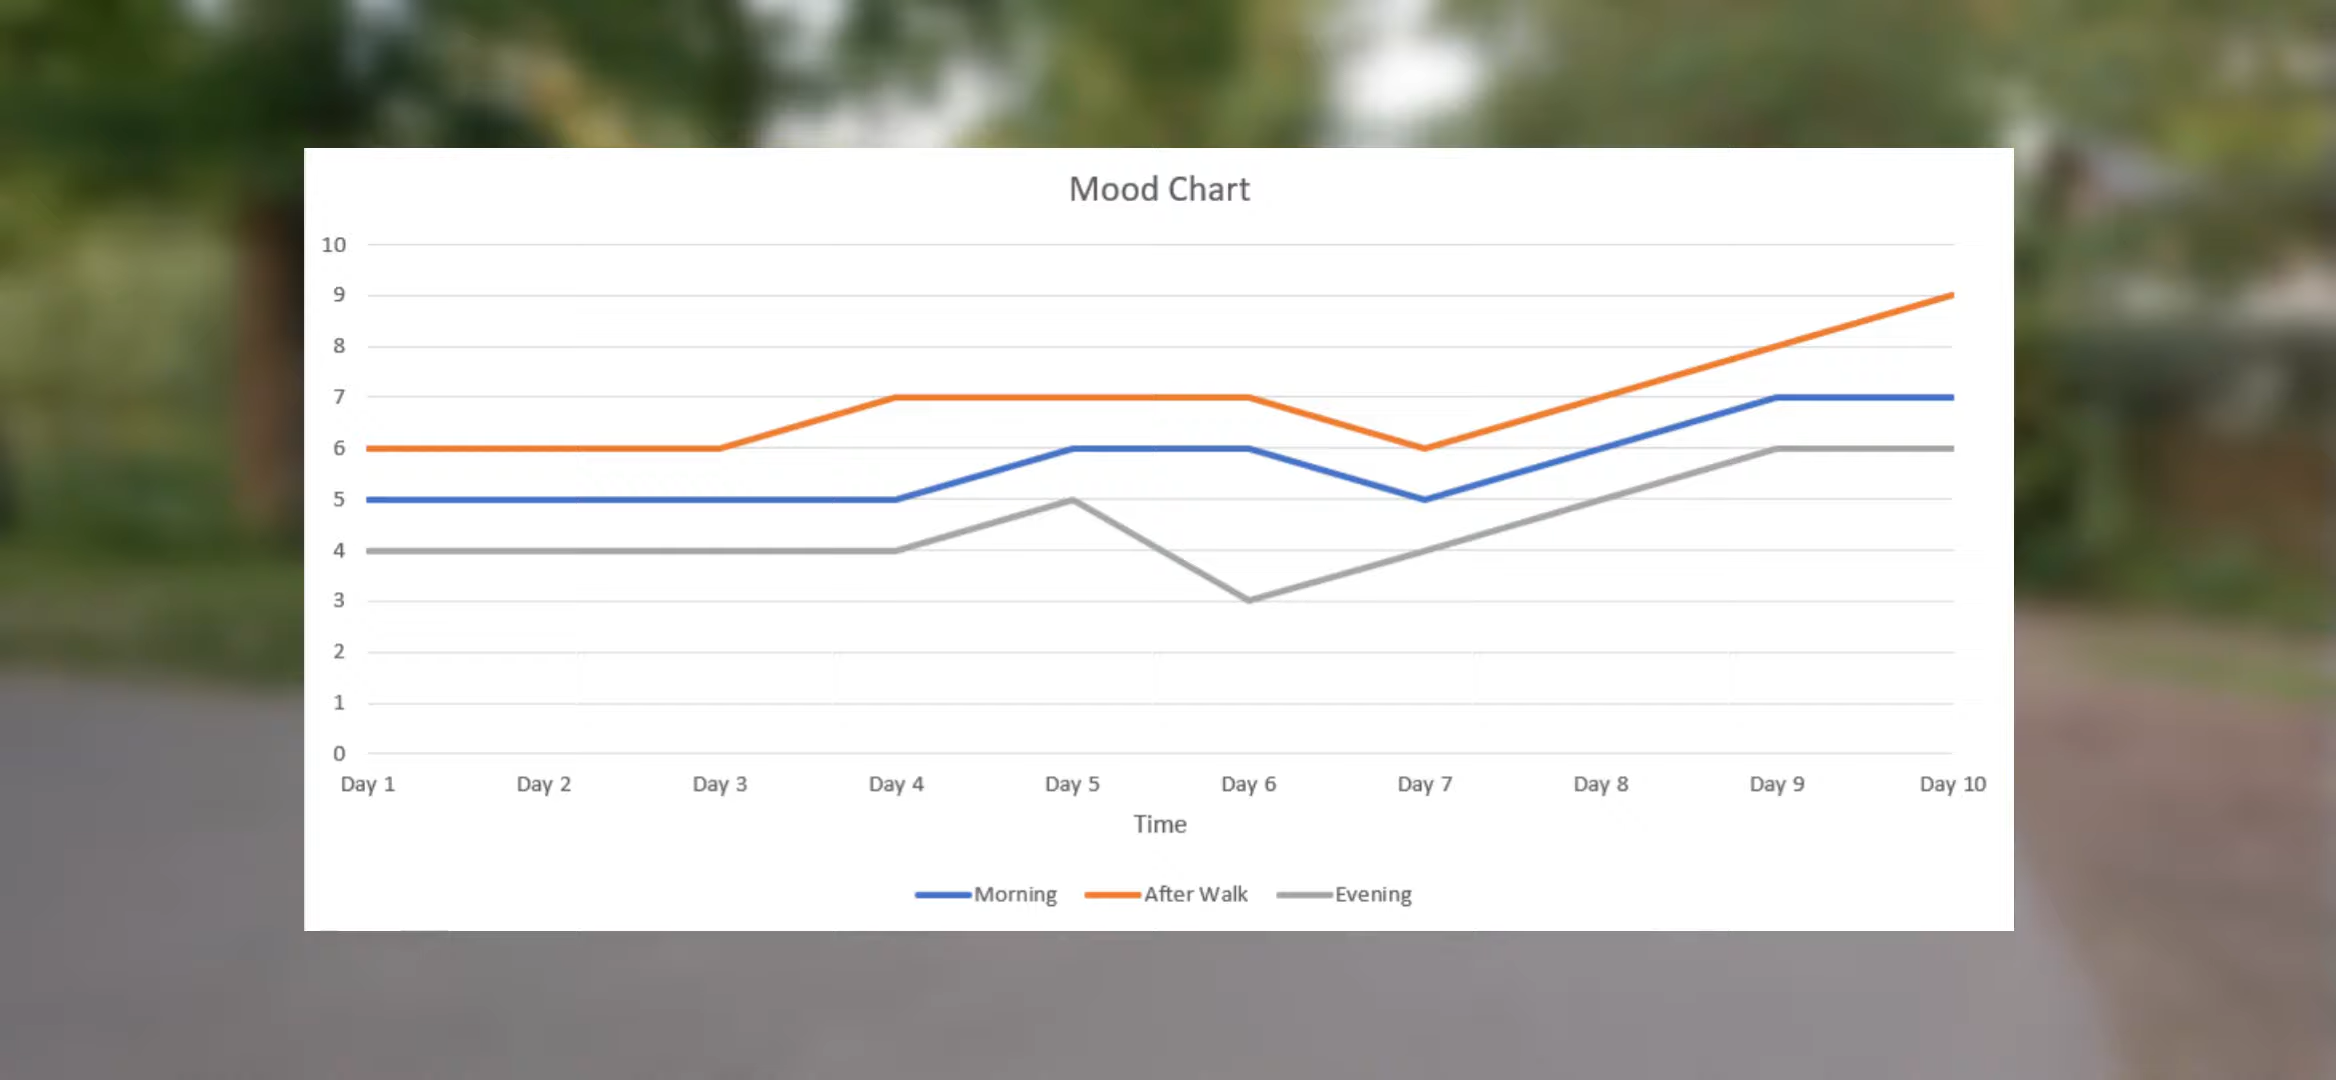 Mood Chart
10
9
8
7
6
5
4
3
2
1
0
Day 1 Day 2 Day 3 Day 4 Day 5 Day 6 Day 7 Day 8 Day 9 Day 10
Time
Morning After Walk Evening